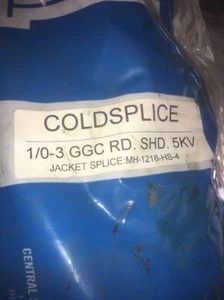 COLDSPLICE
1/0-3 GGC RD. SHD. 5KV
JACKET SPLICE:MH-1218-HS-4
CENTRAL